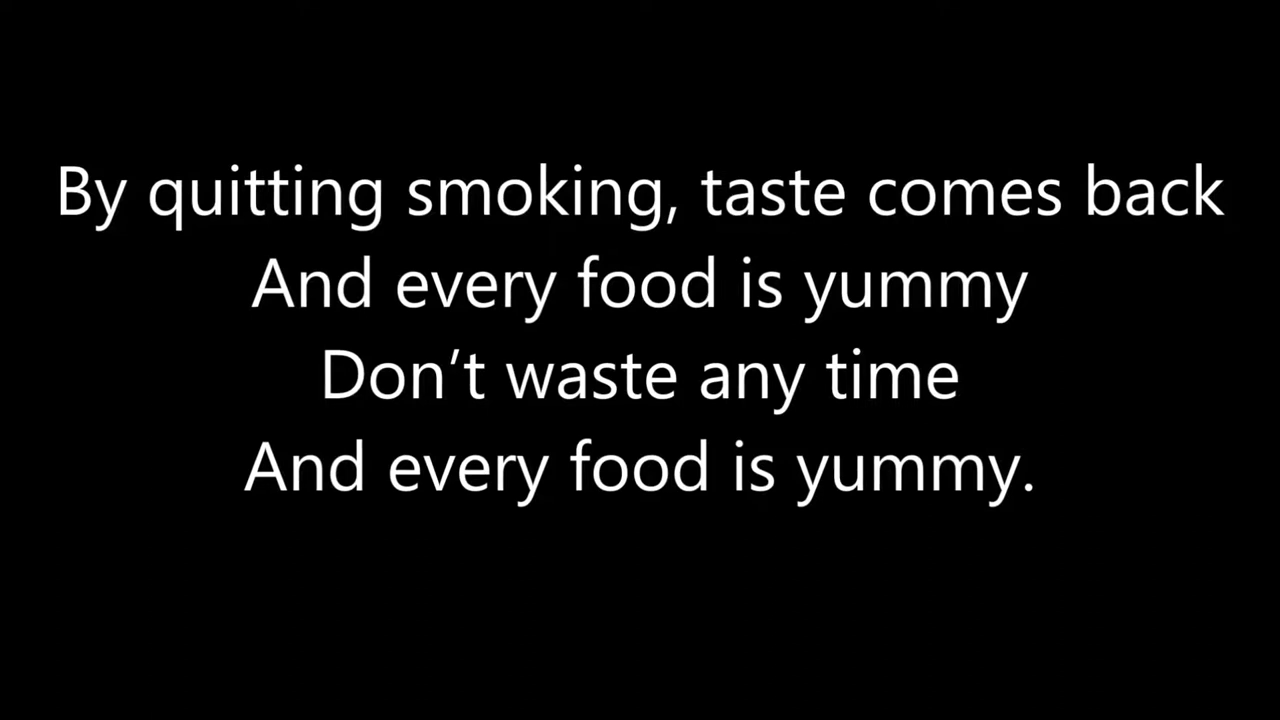 By quitting smoking, taste comes back
And every food is yummy
Don’t waste any time
And every food is yummy.